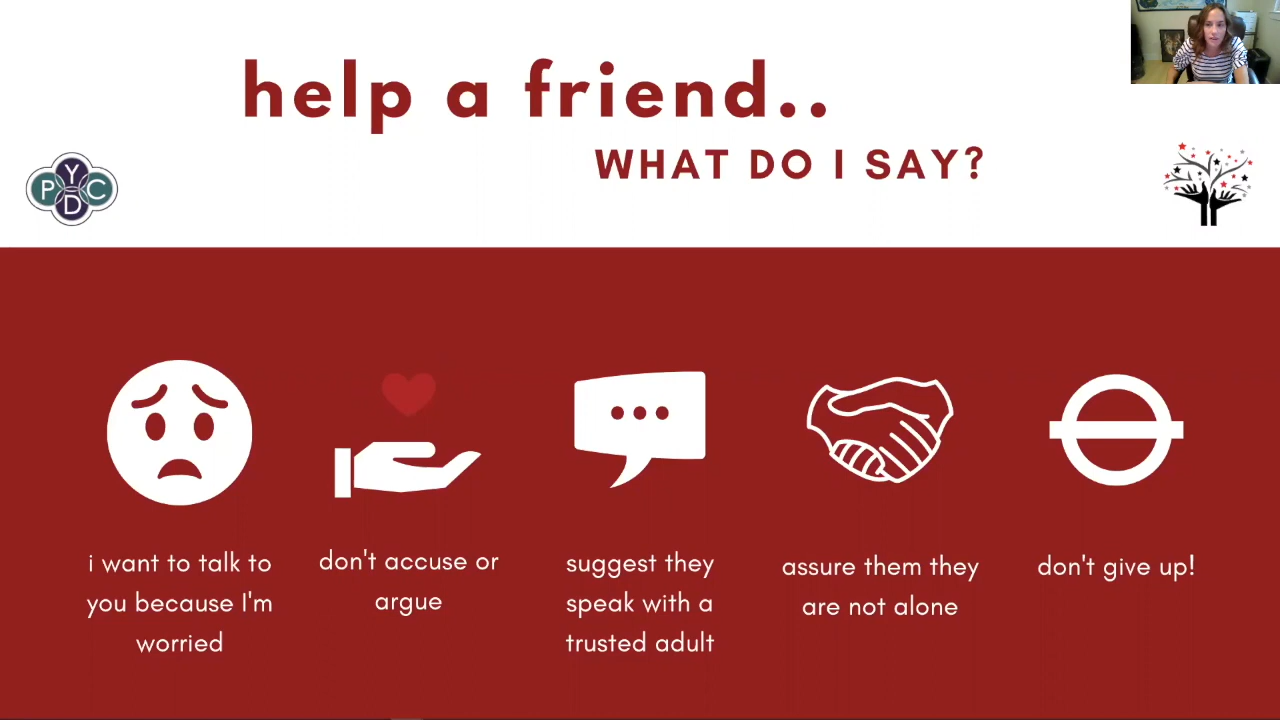 help a friend..
WHAT DO I SAY?
Y
P C
D
i want to talk to
you because I'm
worried
don't accuse or
argue
suggest they
speak with a
trusted adult
assure them they
are not alone
don't give up!